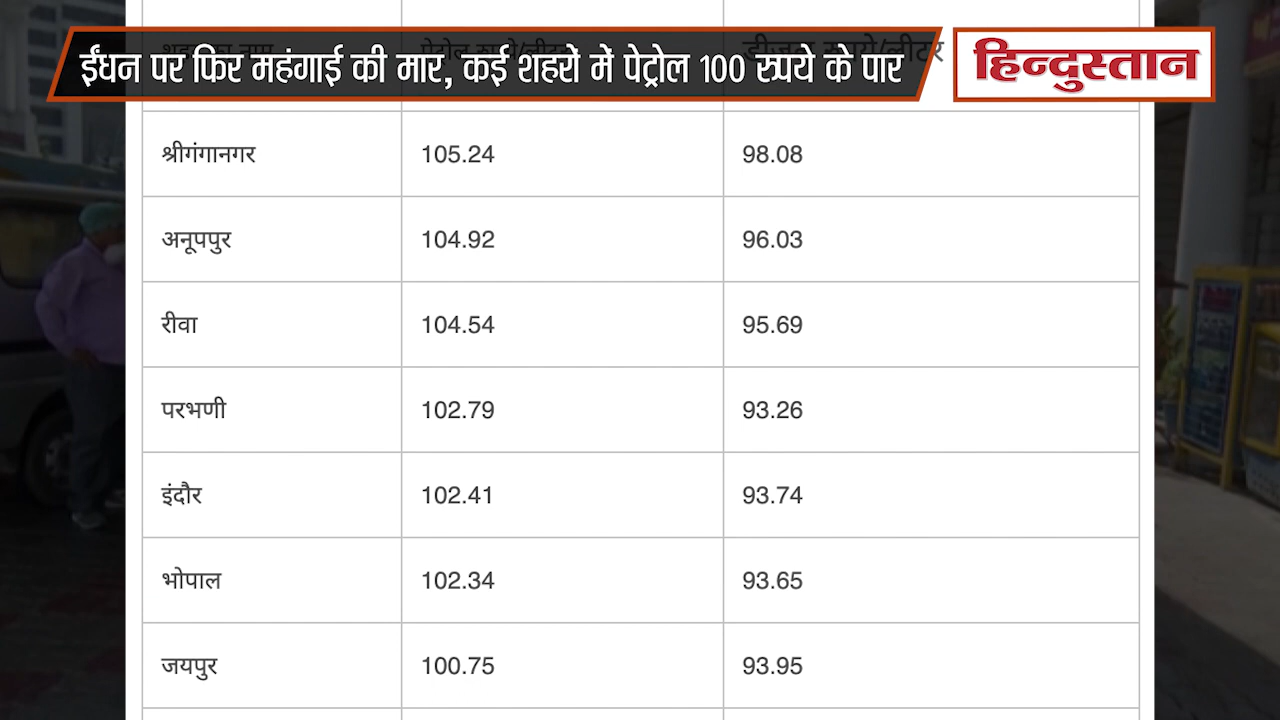 ईंधन पर फिर महंगाई की मार, कई शहरों में पेट्रोल 100 रुपये के पार
हिन्दुस्तान
श्रीगंगानगर 105.24 98.08
अनूपपुर 104.92 96.03
रीवा 104.54 95.69
परभणी 102.79 93.26
इंदौर 102.41 93.74
भोपाल 102.34 93.65
जयपुर 100.75 93.95